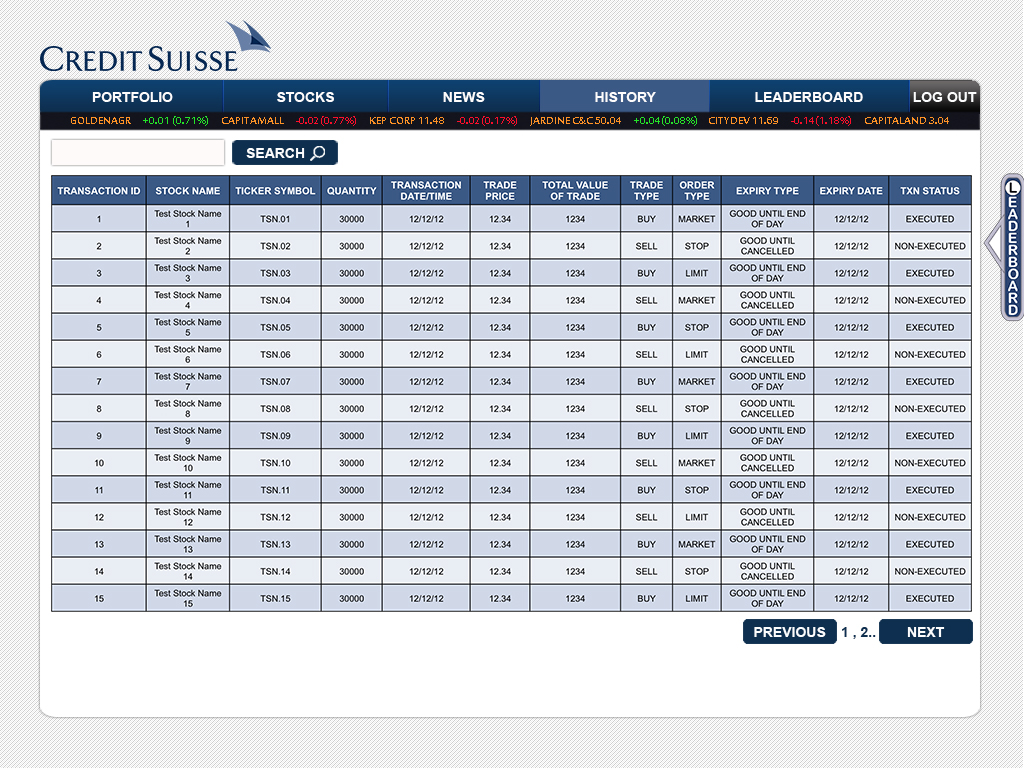 CREDIT SUISSE
PORTFOLIO STOCKS NEWS HISTORY LEADERBOARD LOG OUT
GOLDENAGR +0.01 (0.71%) CAPITAMALL -0.02 (0.77%) KEP CORP 11.48 -0.02 (0.17%) JARDINE C&C 50.04 +0.04 (0.08%) CITYDEV 11.69 -0.14 (1.18%) CAPITALAND 3.04
SEARCH
TRANSACTION ID STOCK NAME TICKER SYMBOL QUANTITY TRANSACTION DATE/TIME TRADE PRICE TOTAL VALUE OF TRADE TRADE TYPE ORDER TYPE EXPIRY TYPE EXPIRY DATE TXN STATUS
1 Test Stock Name 1 TSN.01 30000 12/12/12 12.34 1234 BUY MARKET GOOD UNTIL END OF DAY 12/12/12 EXECUTED
2 Test Stock Name 2 TSN.02 30000 12/12/12 12.34 1234 SELL STOP GOOD UNTIL CANCELLED 12/12/12 NON-EXECUTED
3 Test Stock Name 3 TSN.03 30000 12/12/12 12.34 1234 BUY LIMIT GOOD UNTIL END OF DAY 12/12/12 EXECUTED
4 Test Stock Name 4 TSN.04 30000 12/12/12 12.34 1234 SELL MARKET GOOD UNTIL CANCELLED 12/12/12 NON-EXECUTED
5 Test Stock Name 5 TSN.05 30000 12/12/12 12.34 1234 BUY STOP GOOD UNTIL END OF DAY 12/12/12 EXECUTED
6 Test Stock Name 6 TSN.06 30000 12/12/12 12.34 1234 SELL LIMIT GOOD UNTIL CANCELLED 12/12/12 NON-EXECUTED
7 Test Stock Name 7 TSN.07 30000 12/12/12 12.34 1234 BUY MARKET GOOD UNTIL END OF DAY 12/12/12 EXECUTED
8 Test Stock Name 8 TSN.08 30000 12/12/12 12.34 1234 SELL STOP GOOD UNTIL CANCELLED 12/12/12 NON-EXECUTED
9 Test Stock Name 9 TSN.09 30000 12/12/12 12.34 1234 BUY LIMIT GOOD UNTIL END OF DAY 12/12/12 EXECUTED
10 Test Stock Name 10 TSN.10 30000 12/12/12 12.34 1234 SELL MARKET GOOD UNTIL CANCELLED 12/12/12 NON-EXECUTED
11 Test Stock Name 11 TSN.11 30000 12/12/12 12.34 1234 BUY STOP GOOD UNTIL END OF DAY 12/12/12 EXECUTED
12 Test Stock Name 12 TSN.12 30000 12/12/12 12.34 1234 SELL LIMIT GOOD UNTIL CANCELLED 12/12/12 NON-EXECUTED
13 Test Stock Name 13 TSN.13 30000 12/12/12 12.34 1234 BUY MARKET GOOD UNTIL END OF DAY 12/12/12 EXECUTED
14 Test Stock Name 14 TSN.14 30000 12/12/12 12.34 1234 SELL STOP GOOD UNTIL CANCELLED 12/12/12 NON-EXECUTED
15 Test Stock Name 15 TSN.15 30000 12/12/12 12.34 1234 BUY LIMIT GOOD UNTIL END OF DAY 12/12/12 EXECUTED
PREVIOUS 1 , 2.. NEXT
LEADERBOARD